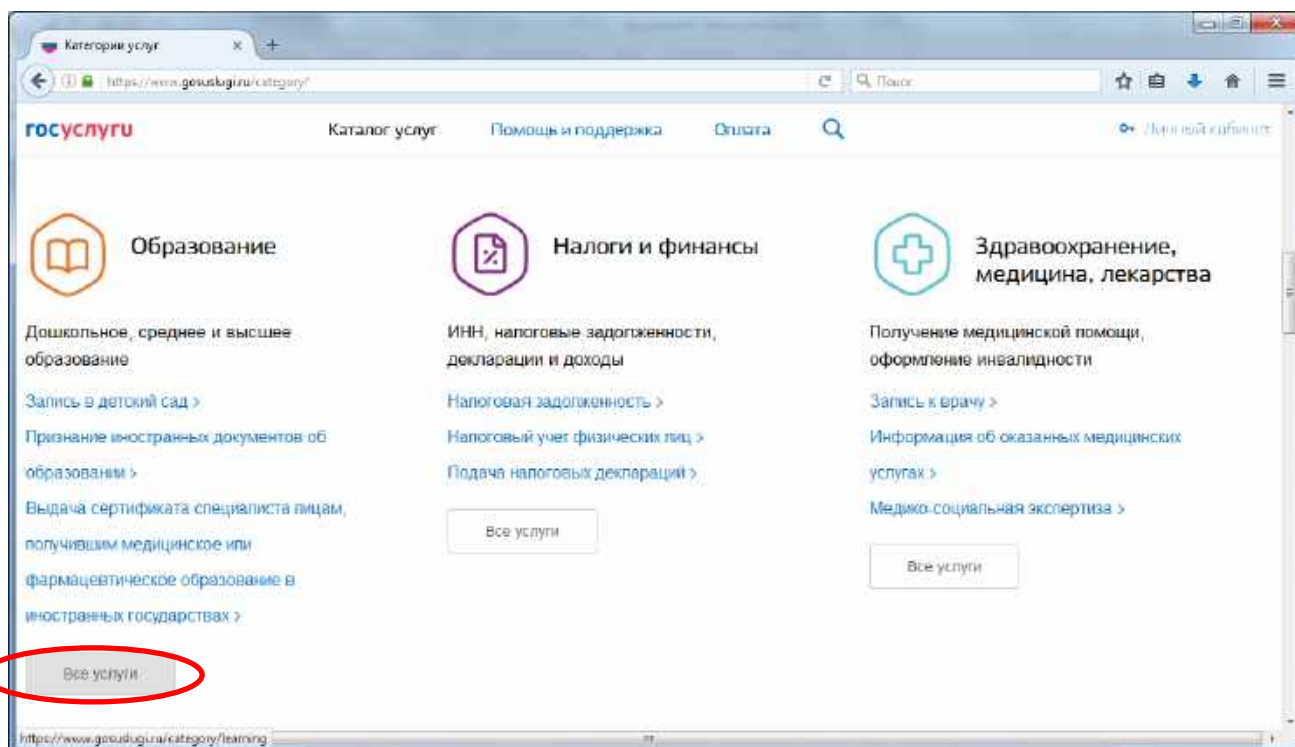 Категории услуг
https://www.gosuslugi.ru/category/
Поиск
госуслуги
Каталог услуг
Помощь и поддержка
Оплата
Личный кабинет
Образование
Дошкольное, среднее и высшее
образование
Запись в детский сад >
Признание иностранных документов об
образовании >
Выдача сертификата специалиста лицам,
получившим медицинское или
фармацевтическое образование в
иностранных государствах >
Все услуги
Налоги и финансы
ИНН, налоговые задолженности,
декларации и доходы
Налоговая задолженность >
Налоговый учет физических лиц >
Подача налоговых деклараций >
Все услуги
Здравоохранение,
медицина, лекарства
Получение медицинской помощи,
оформление инвалидности
Запись к врачу >
Информация об оказанных медицинских
услугах >
Медико-социальная экспертиза >
Все услуги
https://www.gosuslugi.ru/category/learning